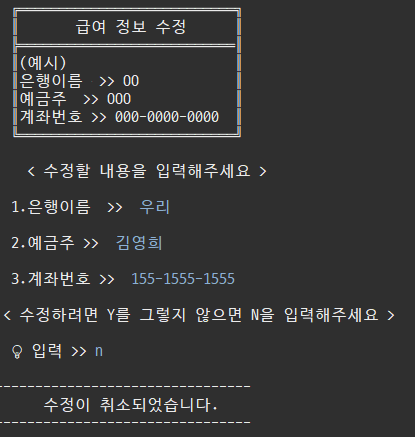 급여 정보 수정
(예시)
은행이름 >> OO
예금주 >> OOO
계좌번호 >> 000-0000-0000
< 수정할 내용을 입력해주세요 >
1.은행이름 >> 우리
2.예금주 >> 김영희
3.계좌번호 >> 155-1555-1555
< 수정하려면 Y를 그렇지 않으면 N을 입력해주세요 >
입력 >> n
--------------------------------
수정이 취소되었습니다.
--------------------------------